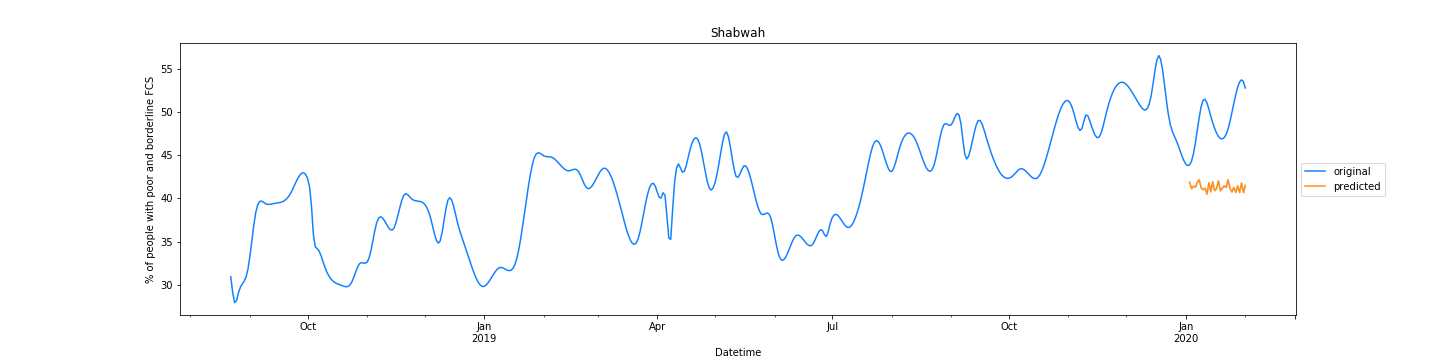 Shabwah
% of people with poor and borderline FCS
55
50
45
40
35
30
Oct
Jan
2019
Apr
Jul
Oct
Jan
2020
Datetime
original
predicted